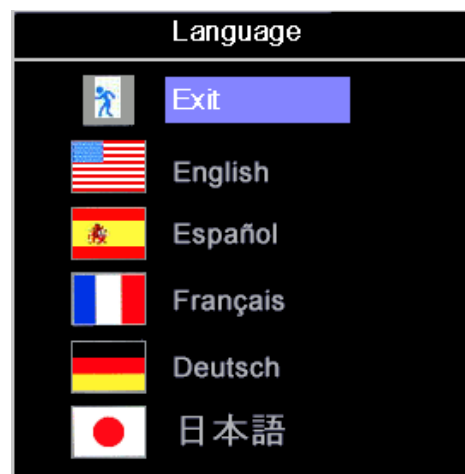 Language
Exit
English
Español
Français
Deutsch
日本語